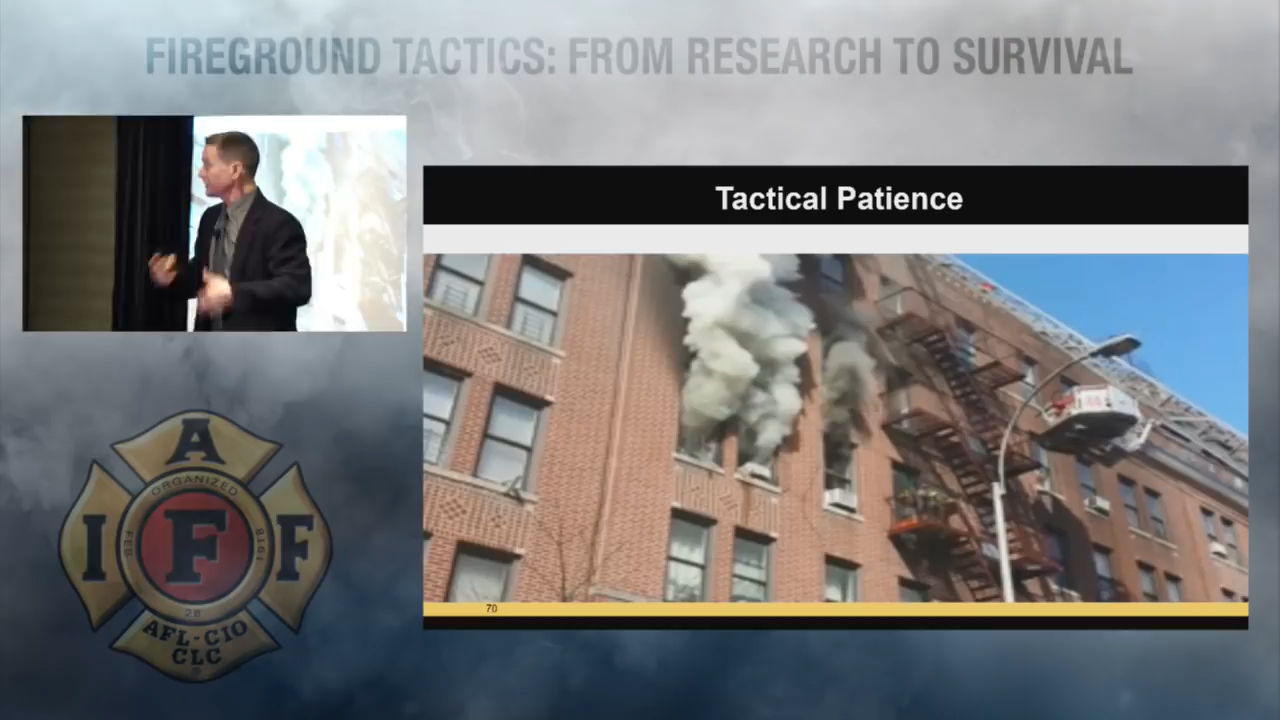 FIREGROUND TACTICS: FROM RESEARCH TO SURVIVAL
Tactical Patience
70
A
ORGANIZED
I F F
FEB.
1918
28
AFL-CIO
CLC